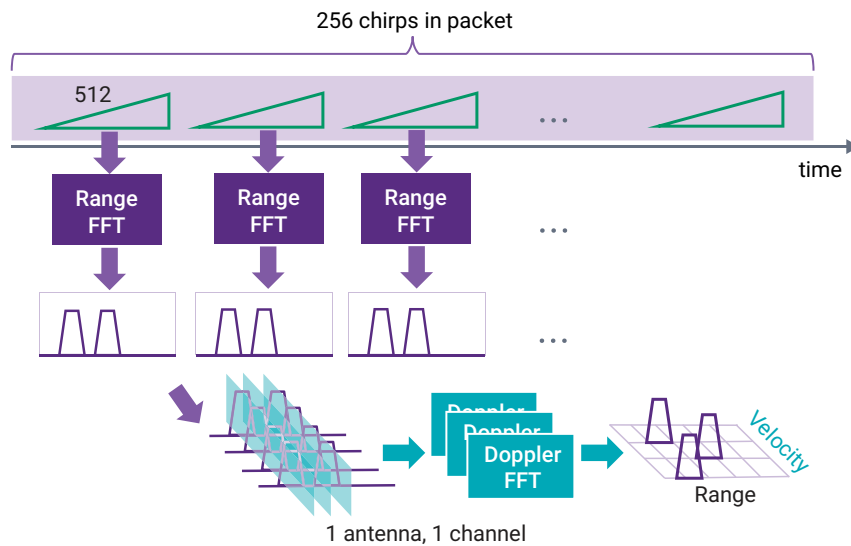 256 chirps in packet
512
...
time
Range
FFT
Range
FFT
Range
FFT
...
...
Doppler
Doppler
Doppler
FFT
Velocity
Range
1 antenna, 1 channel